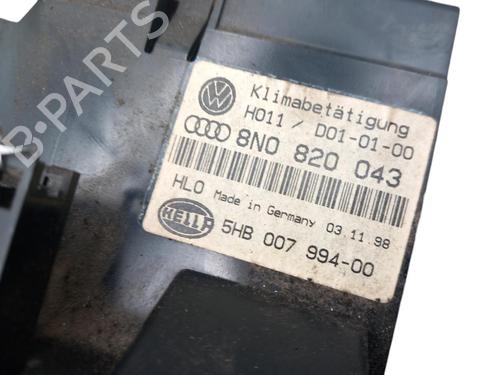 Klimabetätigung
H011 / D01-01-00
8N0 820 043
HLO Made in Germany 03 11 98
HELLA
5HB 007 994-00
B-PARTS